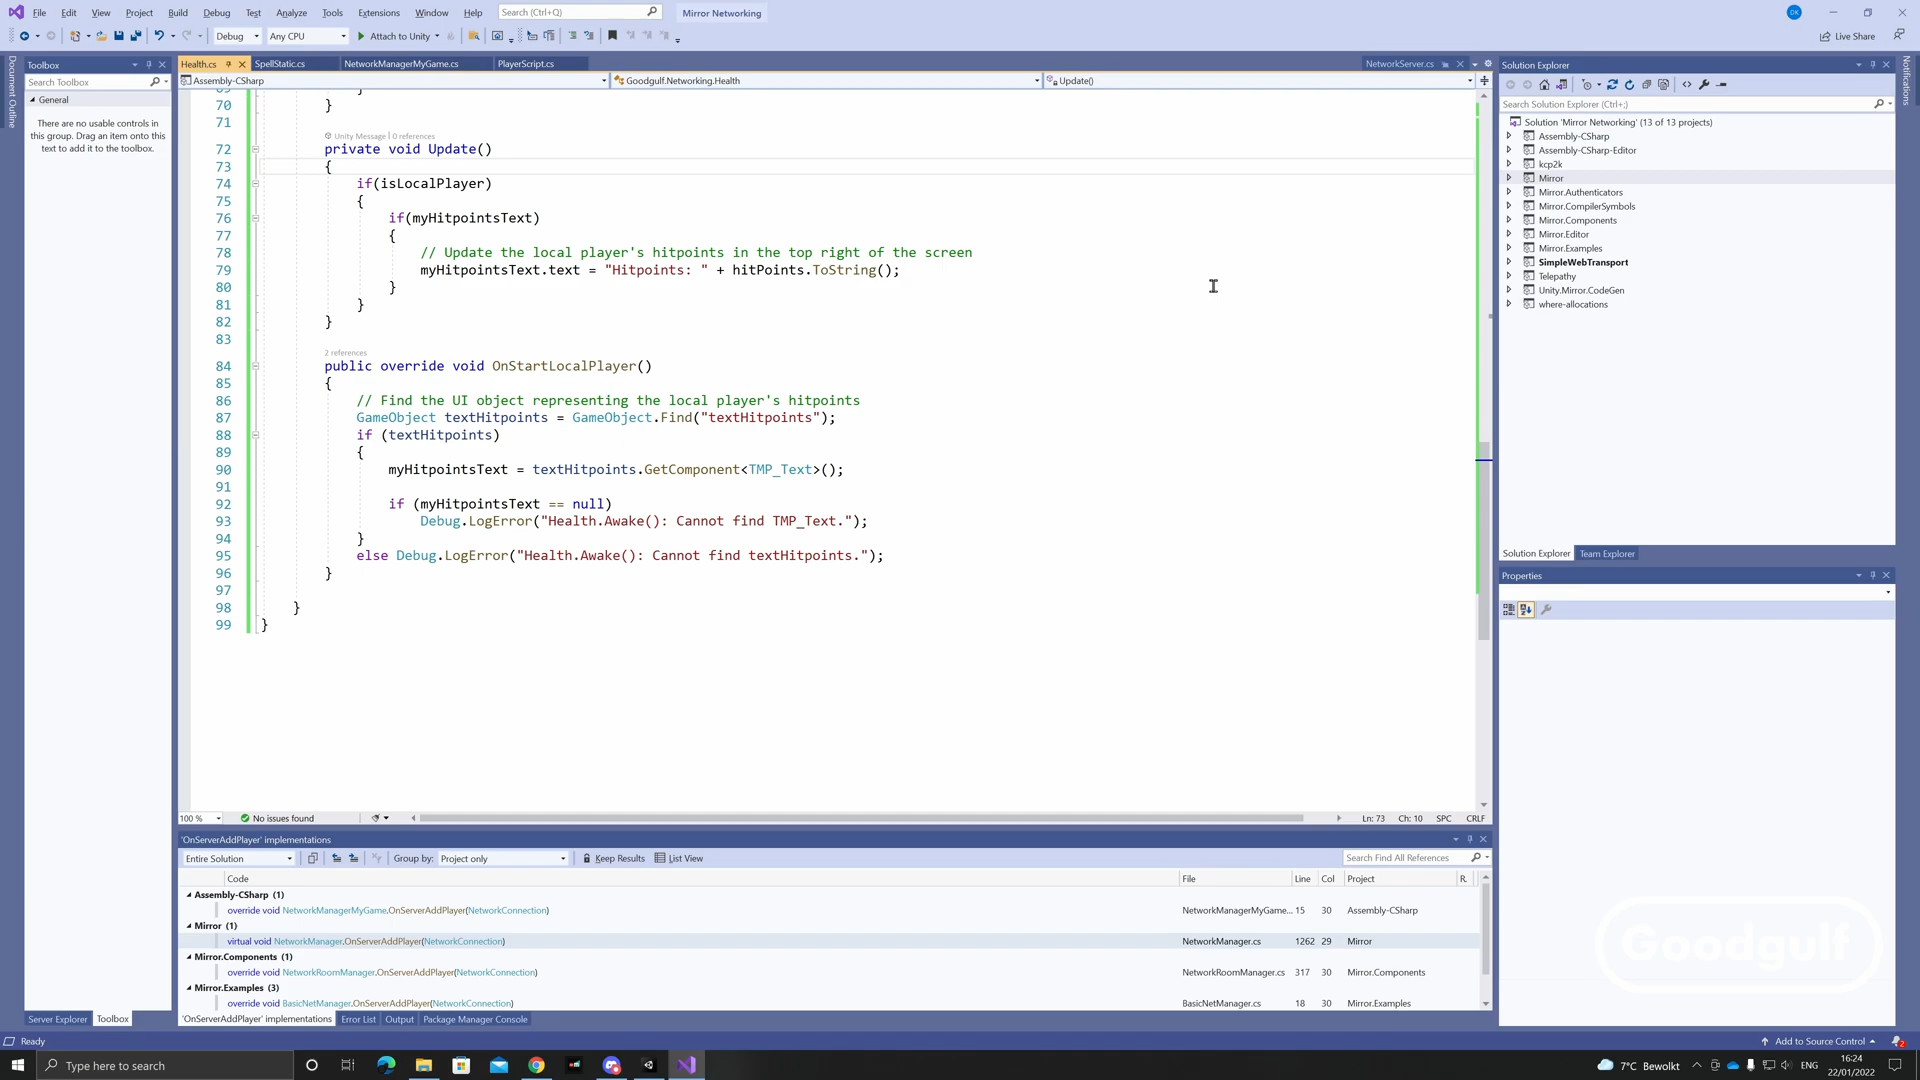 File Edit View Project Build Debug Test Analyze Tools Extensions Window Help Search (Ctrl+Q) Mirror Networking DK
Debug Any CPU Attach to Unity Live Share
Document Outline
Toolbox
Search Toolbox
General
There are no usable controls in
this group. Drag an item onto this
text to add it to the toolbox.
Server Explorer Toolbox
Health.cs SpellStatic.cs NetworkManagerMyGame.cs PlayerScript.cs NetworkServer.cs
Assembly-CSharp Goodgulf.Networking.Health Update()
70 }
71
Unity Message | 0 references
72 private void Update()
73 {
74 if(isLocalPlayer)
75 {
76 if(myHitpointsText)
77 {
78 // Update the local player's hitpoints in the top right of the screen
79 myHitpointsText.text = "Hitpoints: " + hitPoints.ToString();
80 }
81 }
82 }
83
2 references
84 public override void OnStartLocalPlayer()
85 {
86 // Find the UI object representing the local player's hitpoints
87 GameObject textHitpoints = GameObject.Find("textHitpoints");
88 if (textHitpoints)
89 {
90 myHitpointsText = textHitpoints.GetComponent<TMP_Text>();
91
92 if (myHitpointsText == null)
93 Debug.LogError("Health.Awake(): Cannot find TMP_Text.");
94 }
95 else Debug.LogError("Health.Awake(): Cannot find textHitpoints.");
96 }
97
98 }
99 }
100 % No issues found Ln: 73 Ch: 10 SPC CRLF
'OnServerAddPlayer' implementations
Entire Solution Group by: Project only Keep Results List View Search Find All References
Code File Line Col Project R.
Assembly-CSharp (1)
override void NetworkManagerMyGame.OnServerAddPlayer(NetworkConnection) NetworkManagerMyGame... 15 30 Assembly-CSharp
Mirror (1)
virtual void NetworkManager.OnServerAddPlayer(NetworkConnection) NetworkManager.cs 1262 29 Mirror
Mirror.Components (1)
override void NetworkRoomManager.OnServerAddPlayer(NetworkConnection) NetworkRoomManager.cs 317 30 Mirror.Components
Mirror.Examples (3)
override void BasicNetManager.OnServerAddPlayer(NetworkConnection) BasicNetManager.cs 18 30 Mirror.Examples
'OnServerAddPlayer' implementations Error List Output Package Manager Console
Solution Explorer
Search Solution Explorer (Ctrl+;)
Solution 'Mirror Networking' (13 of 13 projects)
Assembly-CSharp
Assembly-CSharp-Editor
kcp2k
Mirror
Mirror.Authenticators
Mirror.CompilerSymbols
Mirror.Components
Mirror.Editor
Mirror.Examples
SimpleWebTransport
Telepathy
Unity.Mirror.CodeGen
where-allocations
Solution Explorer Team Explorer
Properties
Notifications
Goodgulf
Ready Add to Source Control 2
Type here to search 7°C Bewolkt ENG 16:24
22/01/2022